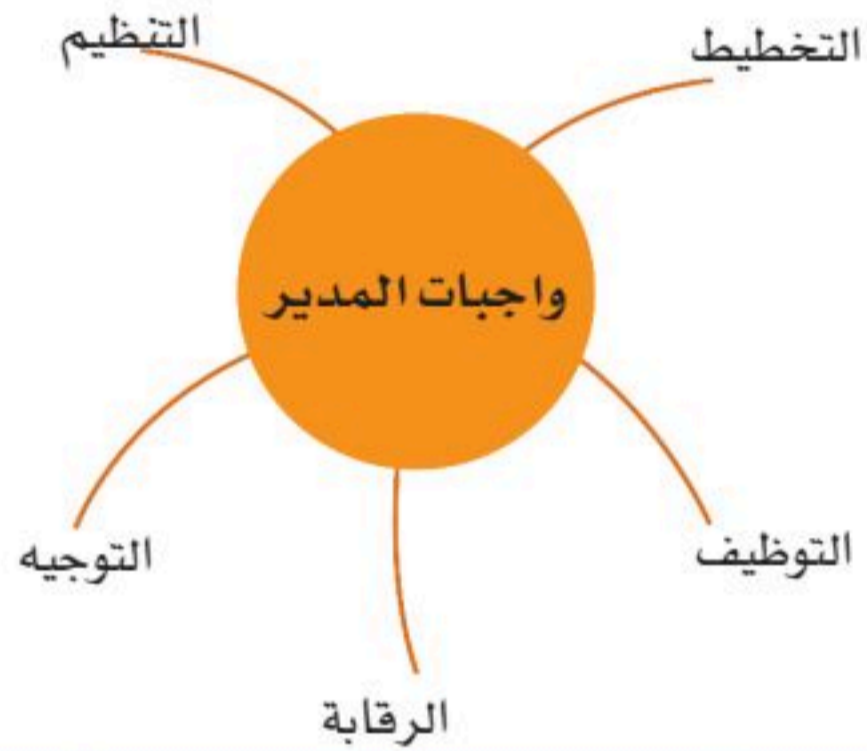 التخطيط
التنظيم
واجبات المدير
التوظيف
التوجيه
الرقابة